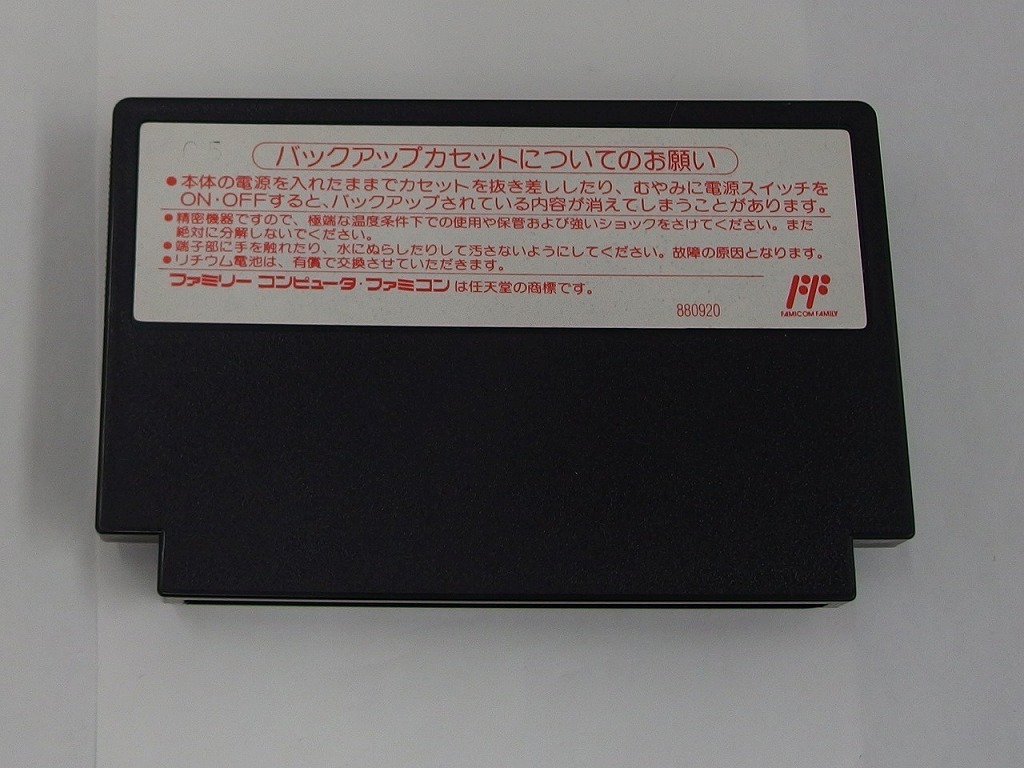 バックアップカセットについてのお願い
●本体の電源を入れたままでカセットを抜き差ししたり、むやみに電源スイッチを
ON・OFFすると、バックアップされている内容が消えてしまうことがあります。
●精密機器ですので、極端な温度条件下での使用や保管および強いショックをさけてください。また
絶対に分解しないでください。
●端子部に手を触れたり、水にぬらしたりして汚さないようにしてください。故障の原因となります。
●リチウム電池は、有償で交換させていただきます。
ファミリー コンピュータ・ファミコンは任天堂の商標です。
880920
FAMICOM FAMILY